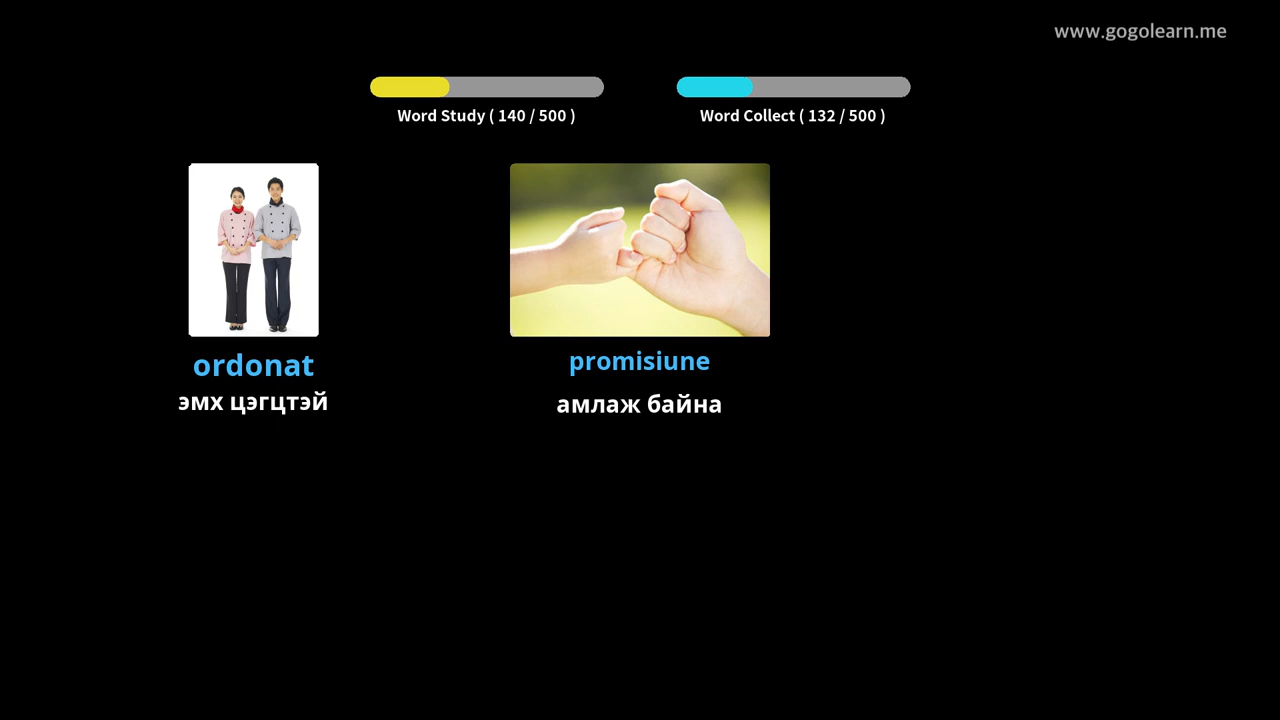 www.gogolearn.me
Word Study ( 140 / 500 )
Word Collect ( 132 / 500 )
ordonat
эмх цэгцтэй
promisiune
амлаж байна